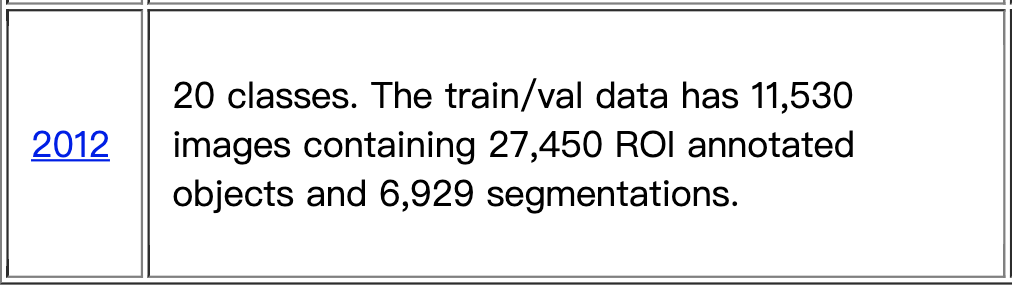 2012
20 classes. The train/val data has 11,530
images containing 27,450 ROI annotated
objects and 6,929 segmentations.